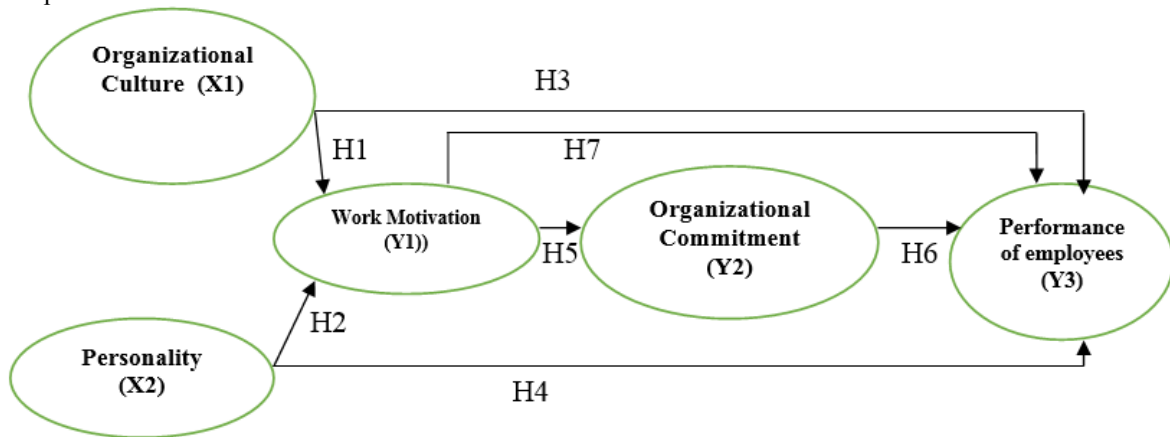 Organizational
Culture (X1)
H3
H1
H7
Work Motivation
(Y1))
Organizational
Commitment
(Y2)
Performance
of employees
(Y3)
H5
H6
H2
Personality
(X2)
H4